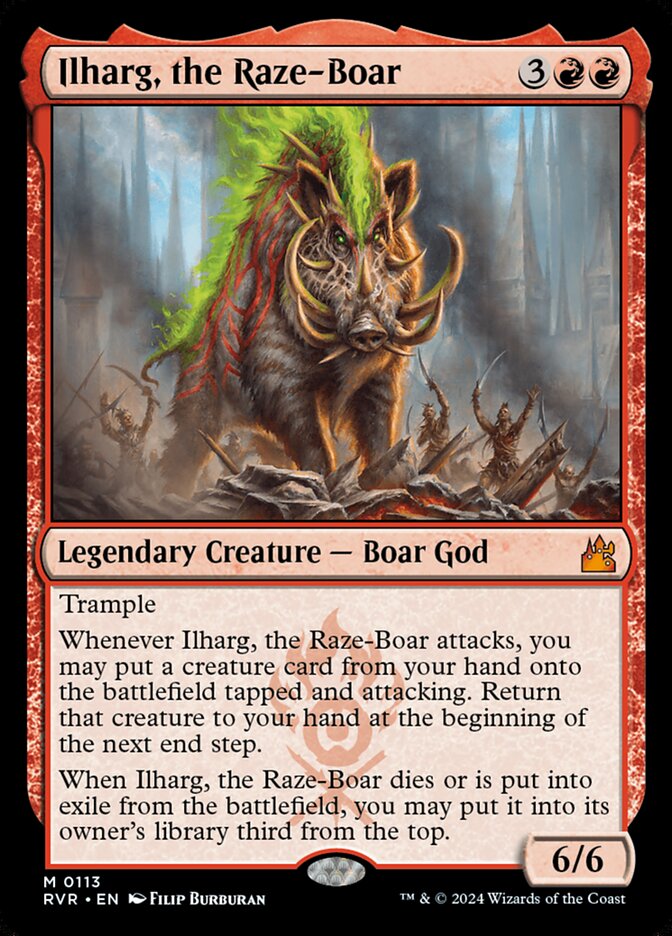 Ilharg, the Raze-Boar 3
Legendary Creature — Boar God
Trample
Whenever Ilharg, the Raze-Boar attacks, you
may put a creature card from your hand onto
the battlefield tapped and attacking. Return
that creature to your hand at the beginning of
the next end step.
When Ilharg, the Raze-Boar dies or is put into
exile from the battlefield, you may put it into its
owner's library third from the top.
6/6
M 0113
RVR • EN Filip Burburan
™ & © 2024 Wizards of the Coast